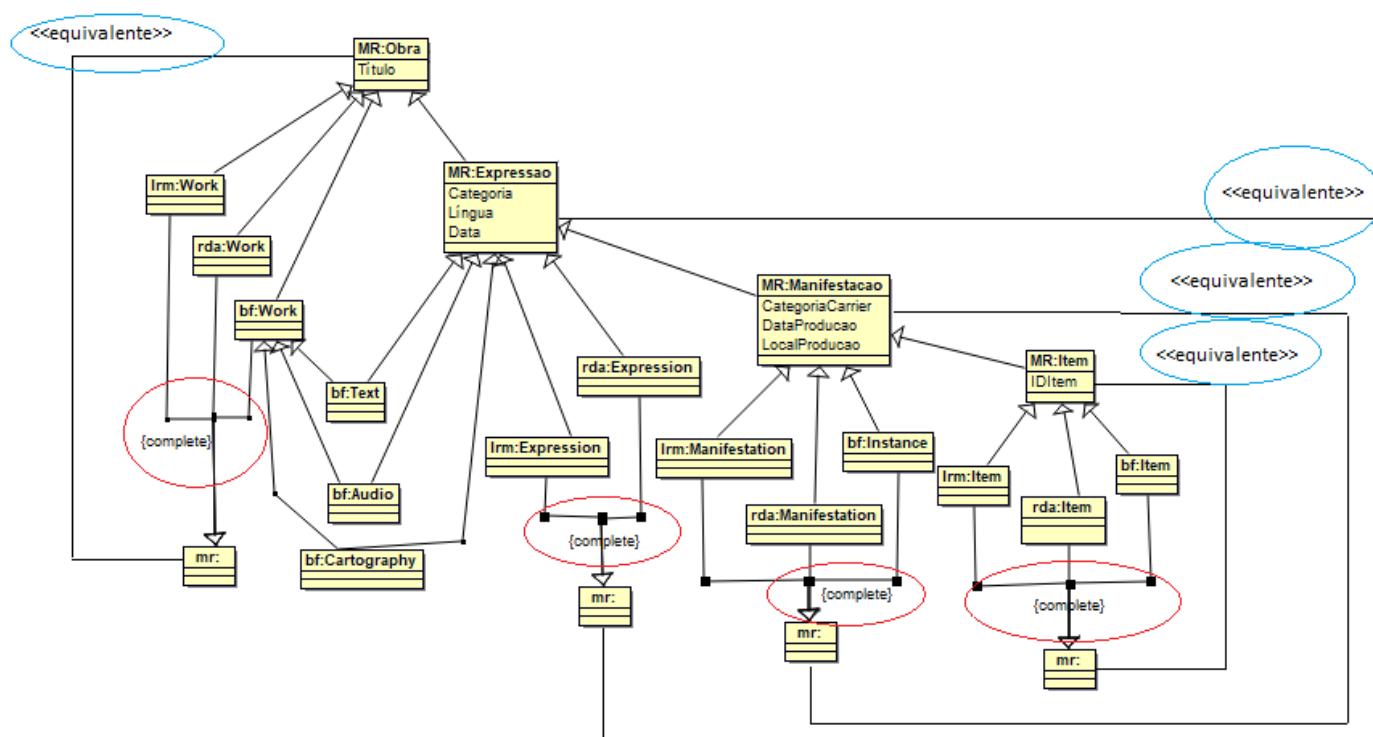 <<equivalente>>
MR:Obra
Título
lrm:Work
rda:Work
bf:Work
MR:Expressao
Categoria
Língua
Data
<<equivalente>>
<<equivalente>>
<<equivalente>>
MR:Manifestacao
CategoriaCarrier
DataProducao
LocalProducao
MR:Item
IDItem
bf:Text
rda:Expression
lrm:Expression
bf:Audio
bf:Cartography
lrm:Manifestation
rda:Manifestation
bf:Instance
lrm:Item
rda:Item
bf:Item
{complete}
{complete}
{complete}
{complete}
mr:
mr:
mr:
mr: